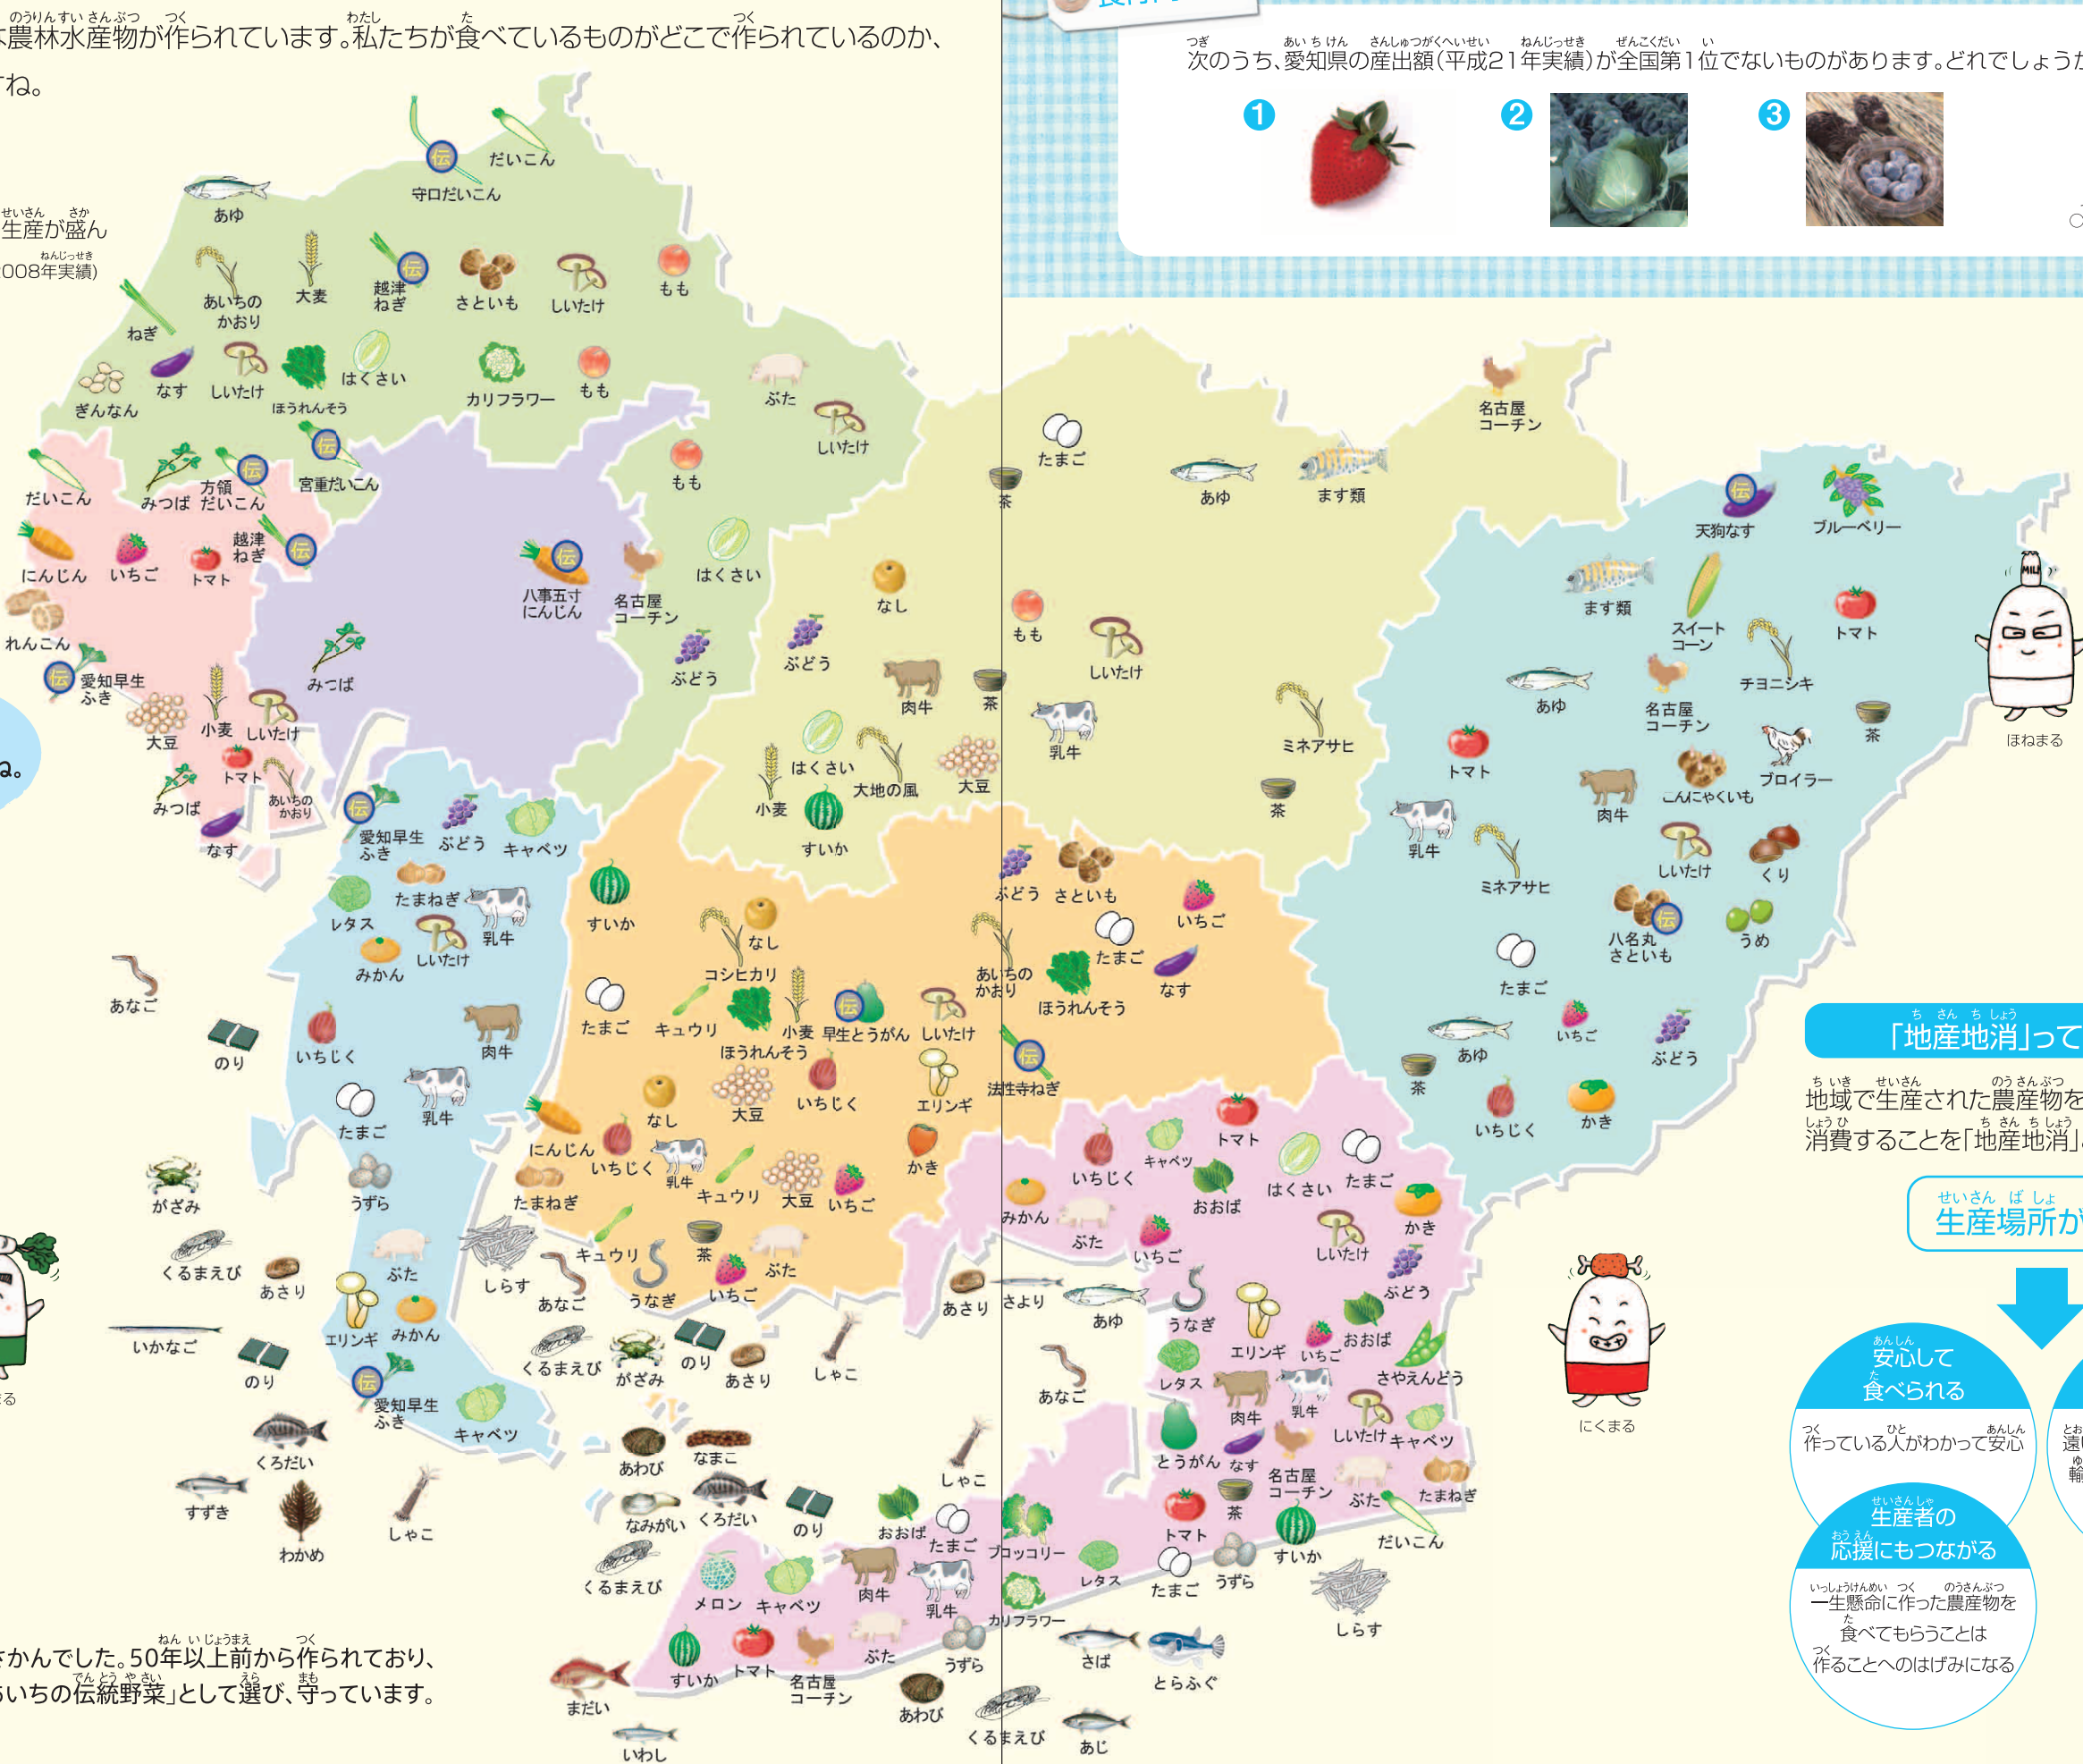 農林水産物が作られています。私たちが食べているものがどこで作られているのか、
すね。
生産が盛ん
008年実績)
次のうち、愛知県の産出額(平成21年実績)が全国第1位でないものがあります。どれでしょうか
1
2
3
伝
守口だいこん
だいこん
あゆ
あいちの
かおり
大麦
伝
越津
ねぎ
さといも
しいたけ
もも
ねぎ
ぎんなん
なす
しいたけ
ほうれんそう
はくさい
カリフラワー
もも
ぶた
しいたけ
もも
はくさい
名古屋
コーチン
ぶどう
だいこん
みつば
伝
方領
だいこん
伝
宮重だいこん
にんじん
いちご
トマト
越津
ねぎ
伝
れんこん
伝
愛知早生
ふき
大豆
小麦
しいたけ
みつば
トマト
あいちの
かおり
なす
伝
八事五寸
にんじん
みつば
たまご
茶
あゆ
ます類
名古屋
コーチン
なし
ぶどう
もも
しいたけ
肉牛
茶
乳牛
ミネアサヒ
はくさい
小麦
大地の風
大豆
すいか
茶
伝
天狗なす
ブルーベリー
ます類
スイート
コーン
トマト
チヨニシキ
あゆ
名古屋
コーチン
茶
トマト
ブロイラー
こんにゃくいも
肉牛
乳牛
ミネアサヒ
しいたけ
くり
伝
八名丸
さといも
うめ
たまご
いちご
あゆ
ぶどう
茶
いちじく
かき
MIL
ほねまる
ね。
伝
愛知早生
ふき
ぶどう
キャベツ
たまねぎ
レタス
乳牛
しいたけ
みかん
いちじく
肉牛
たまご
乳牛
うずら
ぶた
エリンギ
みかん
伝
愛知早生
ふき
キャベツ
すいか
なし
コシヒカリ
たまご
キュウリ
ほうれんそう
小麦
伝
早生とうがん
しいたけ
なし
大豆
いちじく
エリンギ
にんじん
いちじく
乳牛
キュウリ
大豆
いちご
かき
たまねぎ
キュウリ
うなぎ
茶
いちご
ぶた
ぶどう
さといも
いちご
たまご
あいちの
かおり
ほうれんそう
なす
伝
法性寺ねぎ
いちじく
キャベツ
トマト
おおば
はくさい
たまご
みかん
ぶた
いちご
しいたけ
かき
ぶどう
うなぎ
エリンギ
いちご
おおば
さやえんどう
レタス
肉牛
乳牛
しいたけ
キャベツ
とうがん
なす
名古屋
コーチン
ぶた
たまねぎ
トマト
茶
すいか
だいこん
ブロッコリー
レタス
たまご
うずら
カリフラワー
おおば
たまご
メロン
キャベツ
肉牛
乳牛
すいか
トマト
名古屋
コーチン
ぶた
うずら
あなご
のり
がざみ
くるまえび
あさり
いかなご
のり
くろだい
すずき
わかめ
しゃこ
しらす
あなご
くるまえび
がざみ
のり
あさり
しゃこ
あさり
さより
あゆ
あなご
あわび
なまこ
しゃこ
なみがい
くろだい
のり
くるまえび
まだい
いわし
あわび
くるまえび
さば
とらふぐ
あじ
しらす
にくまる
まる
「地産地消」って
地域で生産された農産物を
消費することを「地産地消」
生産場所が
安心して
食べられる
作っている人がわかって安心
遠い
輸
生産者の
応援にもつながる
一生懸命に作った農産物を
食べてもらうことは
作ることへのはげみになる
さかんでした。50年以上前から作られており、
あいちの伝統野菜」として選び、守っています。